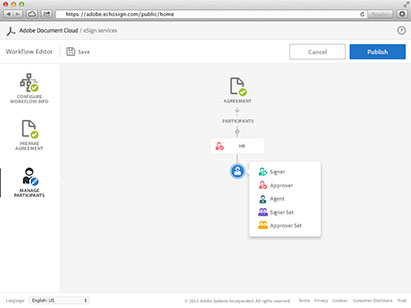 https://adobe.echosign.com/public/home
Reader
Adobe Document Cloud / eSign services
Workflow Editor
Save
Cancel
Publish
CONFIGURE
WORKFLOW INFO
PREPARE
AGREEMENT
MANAGE
PARTICIPANTS
AGREEMENT
PARTICIPANTS
HR
Signer
Approver
Agent
Signer Set
Approver Set
Language
English: US
© 2015 Adobe Systems Incorporated. All rights reserved.
Terms
Privacy
Cookies
Consumer Disclosure
Trust